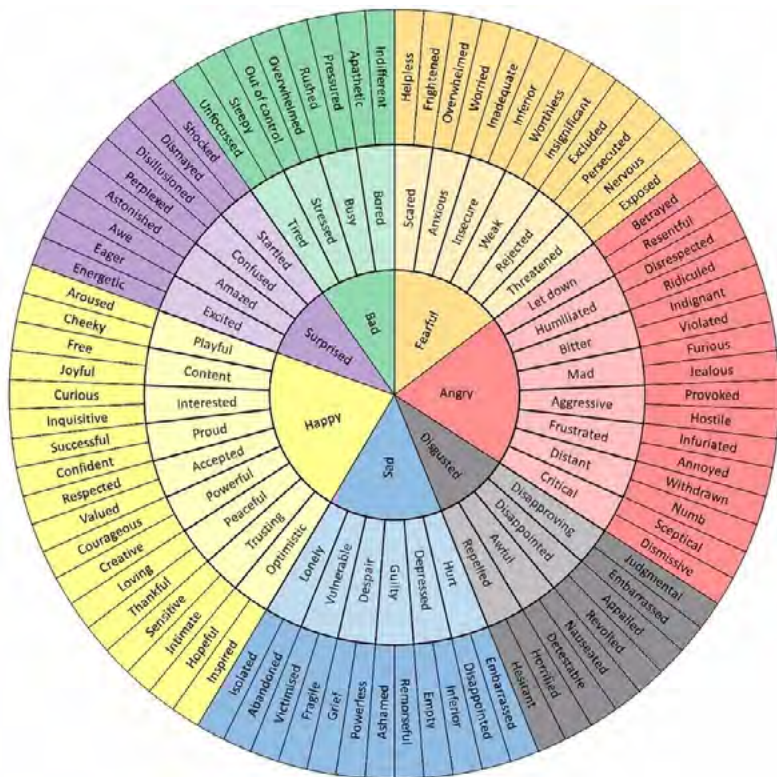 Fearful
Angry
Disgusted
Sad
Happy
Surprised
Bad
Scared
Anxious
Insecure
Weak
Rejected
Threatened
Let down
Humiliated
Bitter
Mad
Aggressive
Frustrated
Distant
Critical
Disapproving
Disappointed
Awful
Repelled
Hurt
Depressed
Guilty
Despair
Vulnerable
Lonely
Optimistic
Trusting
Peaceful
Powerful
Accepted
Proud
Interested
Content
Playful
Excited
Amazed
Confused
Startled
Tired
Stressed
Busy
Bored
Helpless
Frightened
Overwhelmed
Worried
Inadequate
Inferior
Worthless
Insignificant
Excluded
Persecuted
Nervous
Exposed
Betrayed
Resentful
Disrespected
Ridiculed
Indignant
Violated
Furious
Jealous
Provoked
Hostile
Infuriated
Annoyed
Withdrawn
Numb
Sceptical
Dismissive
Judgmental
Embarrassed
Appalled
Revolted
Nauseated
Detestable
Horrified
Hesitant
Embarrassed
Disappointed
Inferior
Empty
Remorseful
Ashamed
Powerless
Grief
Fragile
Victimised
Abandoned
Isolated
Inspired
Hopeful
Intimate
Sensitive
Thankful
Loving
Creative
Courageous
Valued
Respected
Confident
Successful
Inquisitive
Curious
Joyful
Free
Cheeky
Aroused
Energetic
Eager
Awe
Astonished
Perplexed
Disillusioned
Dismayed
Shocked
Unfocussed
Sleepy
Out of control
Overwhelmed
Rushed
Pressured
Apathetic
Indifferent